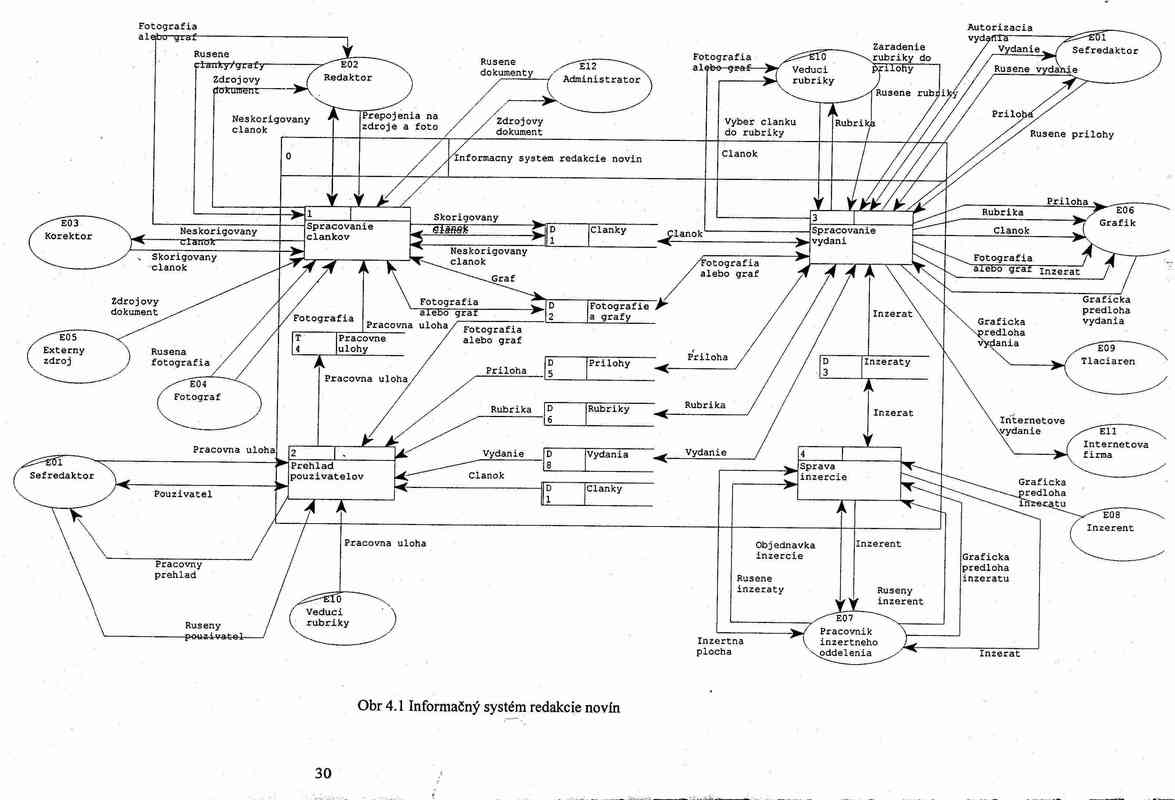 Fotografia
alebo graf
Rusene
clanky/grafy
Zdrojovy
dokument
E02
Redaktor
Neskorigovany
clanok
Prepojenia na
zdroje a foto
Rusene
dokumenty
E12
Administrator
Zdrojovy
dokument
Fotografia
alebo graf
E10
Veduci
rubriky
Zaradenie
rubriky do
prilohy
Rusene rubriky
Vyber clanku
do rubriky
Rubrika
Clanok
Autorizacia
vydania
Vydanie
Rusene vydanie
E01
Sefredaktor
Priloha
Rusene prilohy
0
Informacny system redakcie novin
1
Spracovanie
clankov
E03
Korektor
Neskorigovany
clanok
Skorigovany
clanok
Skorigovany
clanok
Clanok
Neskorigovany
clanok
D
1
Clanky
Clanok
3
Spracovanie
vydani
Priloha
Rubrika
Clanok
E06
Grafik
Fotografia
alebo graf
Inzerat
Graficka
predloha
vydania
Graf
Fotografia
alebo graf
D
2
Fotografie
a grafy
Fotografia
alebo graf
Zdrojovy
dokument
E05
Externy
zdroj
Fotografia
Rusena
fotografia
E04
Fotograf
Pracovna uloha
T
4
Pracovne
ulohy
Pracovna uloha
Fotografia
alebo graf
Inzerat
Graficka
predloha
vydania
E09
Tlaciaren
Priloha
D
5
Prilohy
Priloha
D
3
Inzeraty
Rubrika
D
6
Rubriky
Rubrika
Inzerat
Internetove
vydanie
E11
Internetova
firma
Pracovna uloha
2
Prehlad
pouzivatelov
Vydanie
D
8
Vydania
Vydanie
4
Sprava
inzercie
E01
Sefredaktor
Pouzivatel
Clanok
D
1
Clanky
Graficka
predloha
inzeratu
E08
Inzerent
Pracovna uloha
Pracovny
prehlad
E10
Veduci
rubriky
Ruseny
pouzivatel
Objednavka
inzercie
Inzerent
Rusene
inzeraty
Graficka
predloha
inzeratu
Ruseny
inzerent
E07
Pracovnik
inzertneho
oddelenia
Inzertna
plocha
Inzerat
Obr 4.1 Informačný systém redakcie novín
30